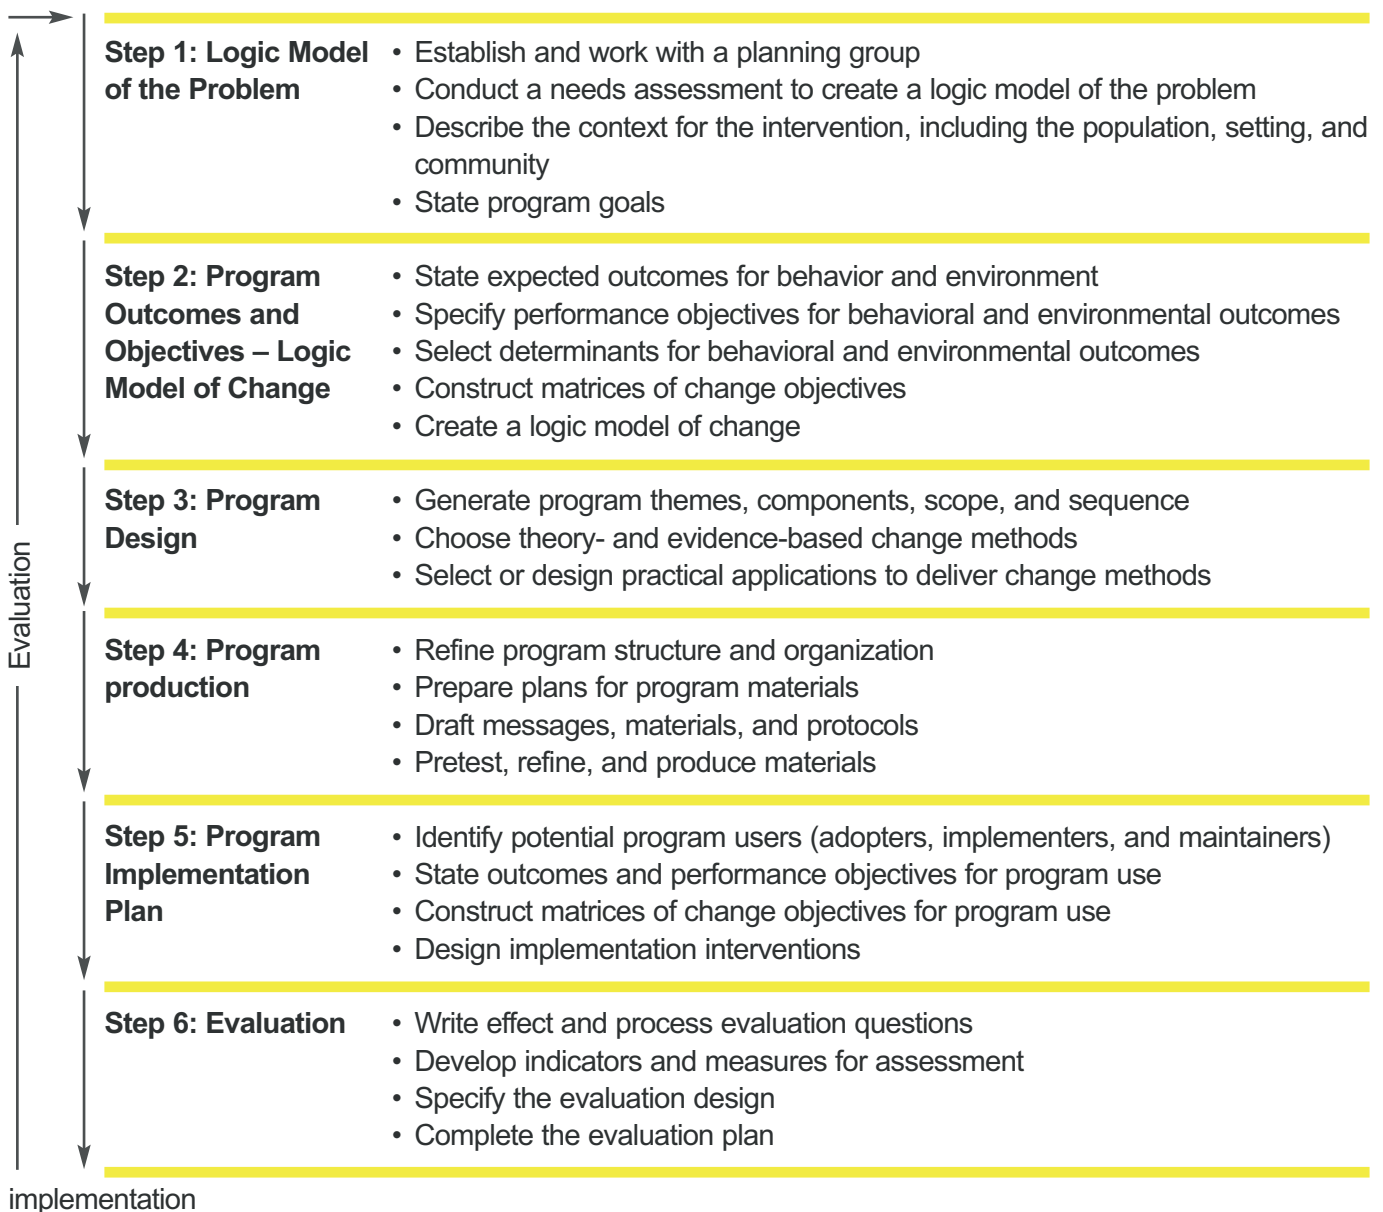 Step 1: Logic Model
of the Problem
• Establish and work with a planning group
• Conduct a needs assessment to create a logic model of the problem
• Describe the context for the intervention, including the population, setting, and
community
• State program goals
Step 2: Program
Outcomes and
Objectives – Logic
Model of Change
• State expected outcomes for behavior and environment
• Specify performance objectives for behavioral and environmental outcomes
• Select determinants for behavioral and environmental outcomes
• Construct matrices of change objectives
• Create a logic model of change
Step 3: Program
Design
• Generate program themes, components, scope, and sequence
• Choose theory- and evidence-based change methods
• Select or design practical applications to deliver change methods
Evaluation
Step 4: Program
production
• Refine program structure and organization
• Prepare plans for program materials
• Draft messages, materials, and protocols
• Pretest, refine, and produce materials
Step 5: Program
Implementation
Plan
• Identify potential program users (adopters, implementers, and maintainers)
• State outcomes and performance objectives for program use
• Construct matrices of change objectives for program use
• Design implementation interventions
Step 6: Evaluation
• Write effect and process evaluation questions
• Develop indicators and measures for assessment
• Specify the evaluation design
• Complete the evaluation plan
implementation